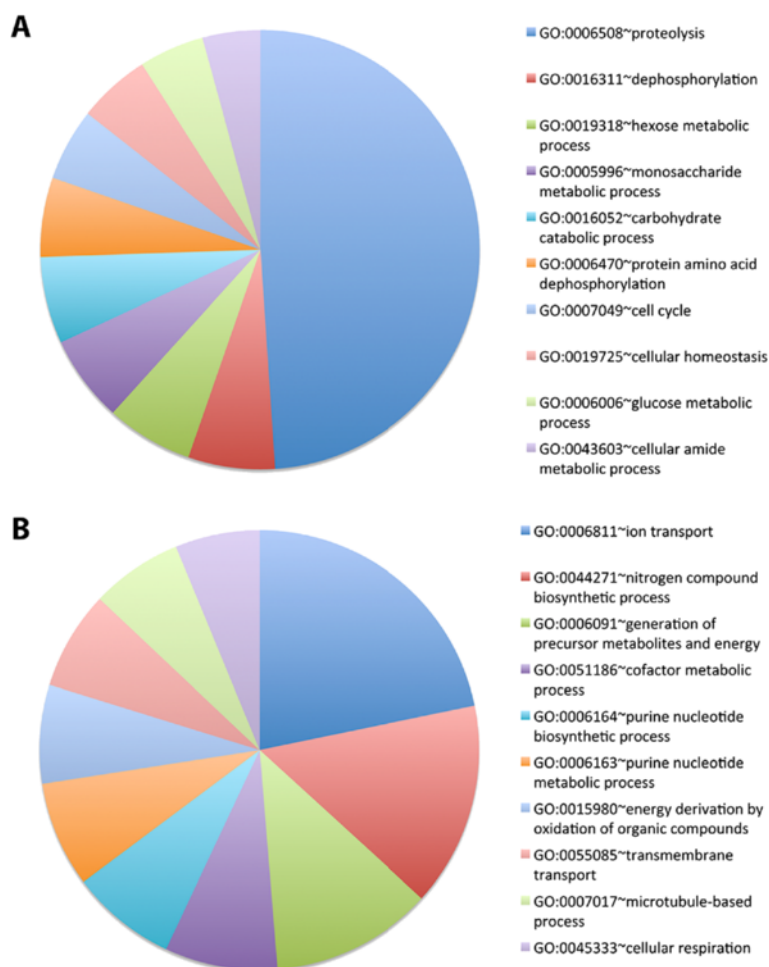 A
GO:0006508~proteolysis
GO:0016311~dephosphorylation
GO:0019318~hexose metabolic
process
GO:0005996~monosaccharide
metabolic process
GO:0016052~carbohydrate
catabolic process
GO:0006470~protein amino acid
dephosphorylation
GO:0007049~cell cycle
GO:0019725~cellular homeostasis
GO:0006006~glucose metabolic
process
GO:0043603~cellular amide
metabolic process
B
GO:0006811~ion transport
GO:0044271~nitrogen compound
biosynthetic process
GO:0006091~generation of
precursor metabolites and energy
GO:0051186~cofactor metabolic
process
GO:0006164~purine nucleotide
biosynthetic process
GO:0006163~purine nucleotide
metabolic process
GO:0015980~energy derivation by
oxidation of organic compounds
GO:0055085~transmembrane
transport
GO:0007017~microtubule-based
process
GO:0045333~cellular respiration